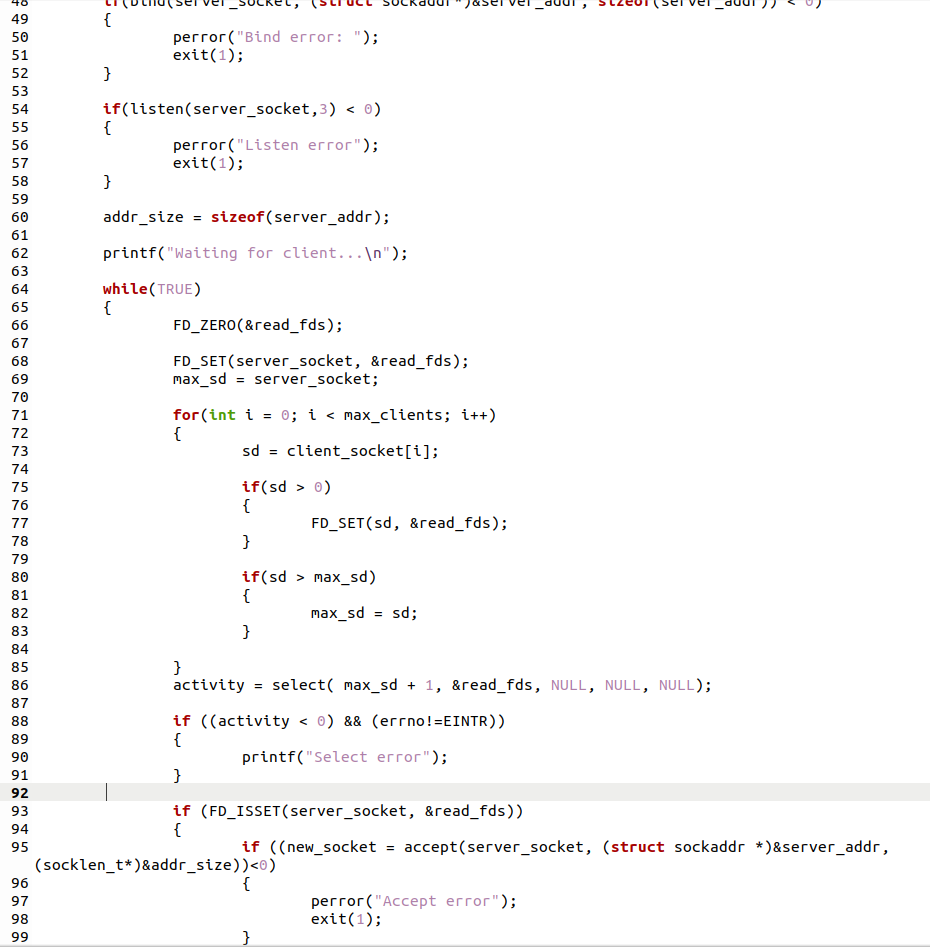 48 if(bind(server_socket, (struct sockaddr*)&server_addr, sizeof(server_addr)) < 0)
49 {
50 perror("Bind error: ");
51 exit(1);
52 }
53
54 if(listen(server_socket,3) < 0)
55 {
56 perror("Listen error");
57 exit(1);
58 }
59
60 addr_size = sizeof(server_addr);
61
62 printf("Waiting for client...\n");
63
64 while(TRUE)
65 {
66 FD_ZERO(&read_fds);
67
68 FD_SET(server_socket, &read_fds);
69 max_sd = server_socket;
70
71 for(int i = 0; i < max_clients; i++)
72 {
73 sd = client_socket[i];
74
75 if(sd > 0)
76 {
77 FD_SET(sd, &read_fds);
78 }
79
80 if(sd > max_sd)
81 {
82 max_sd = sd;
83 }
84
85 }
86 activity = select( max_sd + 1, &read_fds, NULL, NULL, NULL);
87
88 if ((activity < 0) && (errno!=EINTR))
89 {
90 printf("Select error");
91 }
92
93 if (FD_ISSET(server_socket, &read_fds))
94 {
95 if ((new_socket = accept(server_socket, (struct sockaddr *)&server_addr,
(socklen_t*)&addr_size))<0)
96 {
97 perror("Accept error");
98 exit(1);
99 }